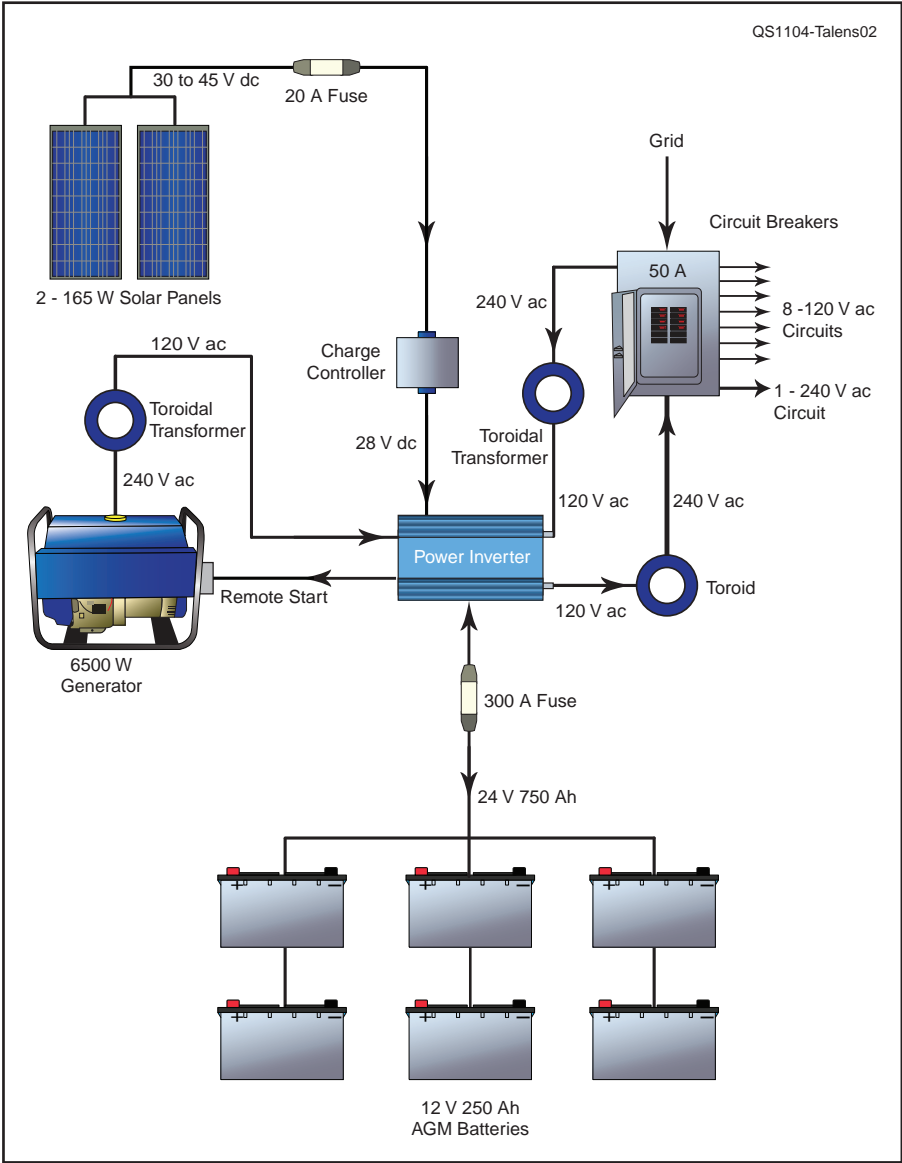 QS1104-Talens02
30 to 45 V dc
20 A Fuse
Grid
Circuit Breakers
50 A
2 - 165 W Solar Panels
240 V ac
8 -120 V ac
Circuits
120 V ac
Charge
Controller
1 - 240 V ac
Circuit
Toroidal
Transformer
Toroidal
Transformer
28 V dc
240 V ac
120 V ac
240 V ac
Power Inverter
Remote Start
120 V ac
Toroid
6500 W
Generator
300 A Fuse
24 V 750 Ah
+ −
+ −
+ −
+ −
+ −
+ −
12 V 250 Ah
AGM Batteries